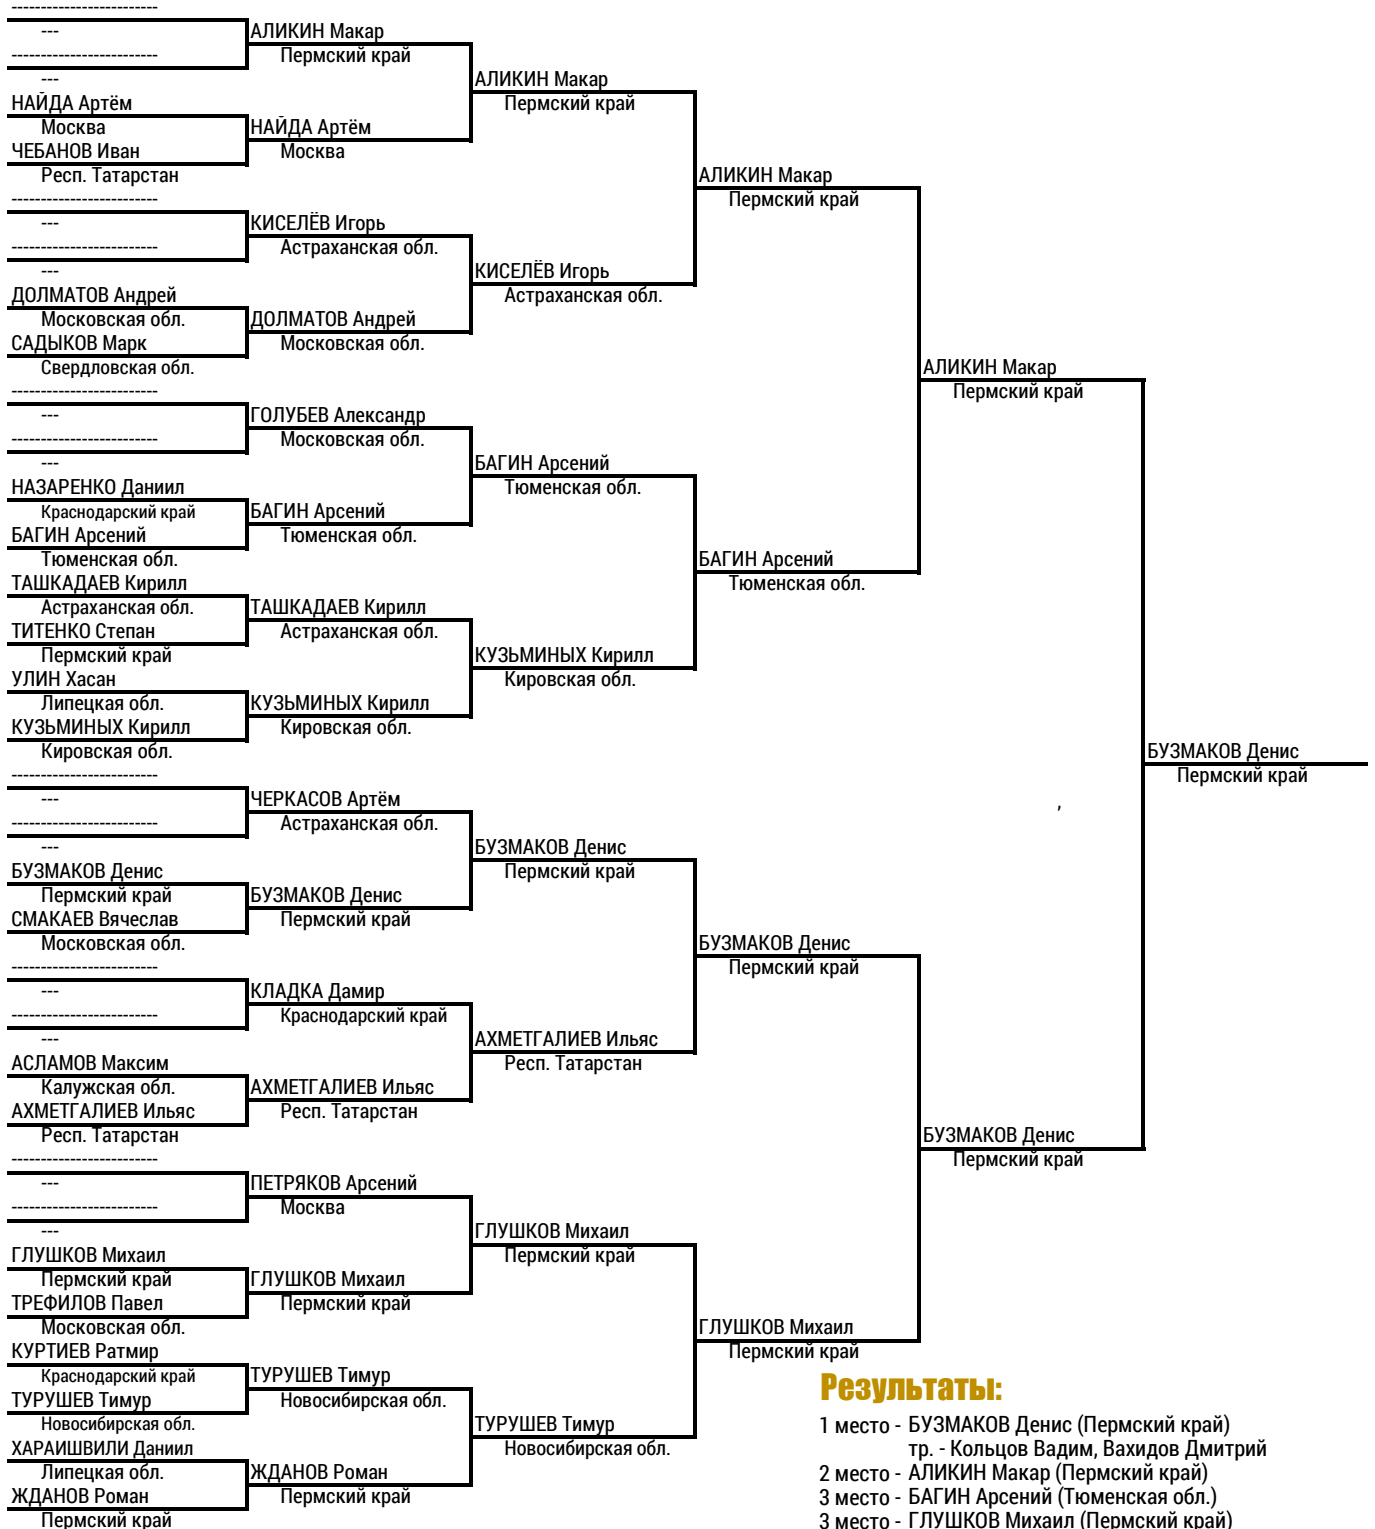 -------------------------
---
-------------------------
---
НАЙДА Артём
Москва
ЧЕБАНОВ Иван
Респ. Татарстан
-------------------------
---
-------------------------
---
ДОЛМАТОВ Андрей
Московская обл.
САДЫКОВ Марк
Свердловская обл.
-------------------------
---
-------------------------
---
НАЗАРЕНКО Даниил
Краснодарский край
БАГИН Арсений
Тюменская обл.
ТАШКАДАЕВ Кирилл
Астраханская обл.
ТИТЕНКО Степан
Пермский край
УЛИН Хасан
Липецкая обл.
КУЗЬМИНЫХ Кирилл
Кировская обл.
-------------------------
---
-------------------------
---
БУЗМАКОВ Денис
Пермский край
СМАКАЕВ Вячеслав
Московская обл.
-------------------------
---
-------------------------
---
АСЛАМОВ Максим
Калужская обл.
АХМЕТГАЛИЕВ Ильяс
Респ. Татарстан
-------------------------
---
-------------------------
---
ГЛУШКОВ Михаил
Пермский край
ТРЕФИЛОВ Павел
Московская обл.
КУРТИЕВ Ратмир
Краснодарский край
ТУРУШЕВ Тимур
Новосибирская обл.
ХАРАИШВИЛИ Даниил
Липецкая обл.
ЖДАНОВ Роман
Пермский край
АЛИКИН Макар
Пермский край
НАЙДА Артём
Москва
КИСЕЛЁВ Игорь
Астраханская обл.
ДОЛМАТОВ Андрей
Московская обл.
ГОЛУБЕВ Александр
Московская обл.
БАГИН Арсений
Тюменская обл.
ТАШКАДАЕВ Кирилл
Астраханская обл.
КУЗЬМИНЫХ Кирилл
Кировская обл.
ЧЕРКАСОВ Артём
Астраханская обл.
БУЗМАКОВ Денис
Пермский край
КЛАДКА Дамир
Краснодарский край
АХМЕТГАЛИЕВ Ильяс
Респ. Татарстан
ПЕТРЯКОВ Арсений
Москва
ГЛУШКОВ Михаил
Пермский край
ТУРУШЕВ Тимур
Новосибирская обл.
ЖДАНОВ Роман
Пермский край
АЛИКИН Макар
Пермский край
КИСЕЛЁВ Игорь
Астраханская обл.
БАГИН Арсений
Тюменская обл.
КУЗЬМИНЫХ Кирилл
Кировская обл.
БУЗМАКОВ Денис
Пермский край
АХМЕТГАЛИЕВ Ильяс
Респ. Татарстан
ГЛУШКОВ Михаил
Пермский край
ТУРУШЕВ Тимур
Новосибирская обл.
АЛИКИН Макар
Пермский край
БАГИН Арсений
Тюменская обл.
БУЗМАКОВ Денис
Пермский край
ГЛУШКОВ Михаил
Пермский край
АЛИКИН Макар
Пермский край
,
БУЗМАКОВ Денис
Пермский край
БУЗМАКОВ Денис
Пермский край
Результаты:
1 место - БУЗМАКОВ Денис (Пермский край)
тр. - Кольцов Вадим, Вахидов Дмитрий
2 место - АЛИКИН Макар (Пермский край)
3 место - БАГИН Арсений (Тюменская обл.)
3 место - ГЛУШКОВ Михаил (Пермский край)